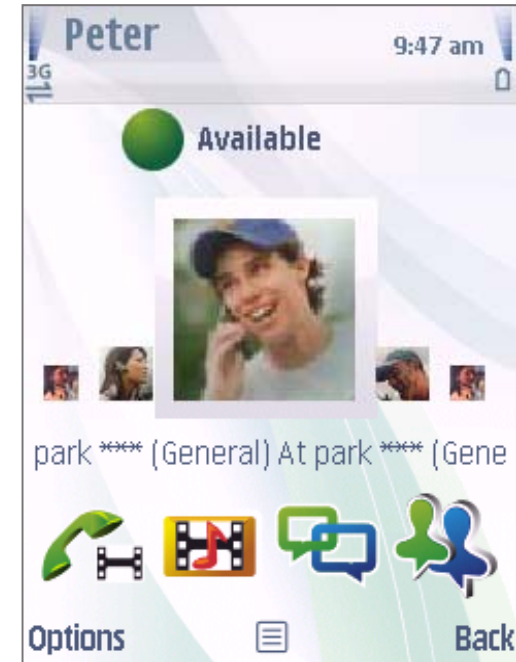 Peter
9:47 am
3G
Available
park *** (General) At park *** (Gene
Options
Back